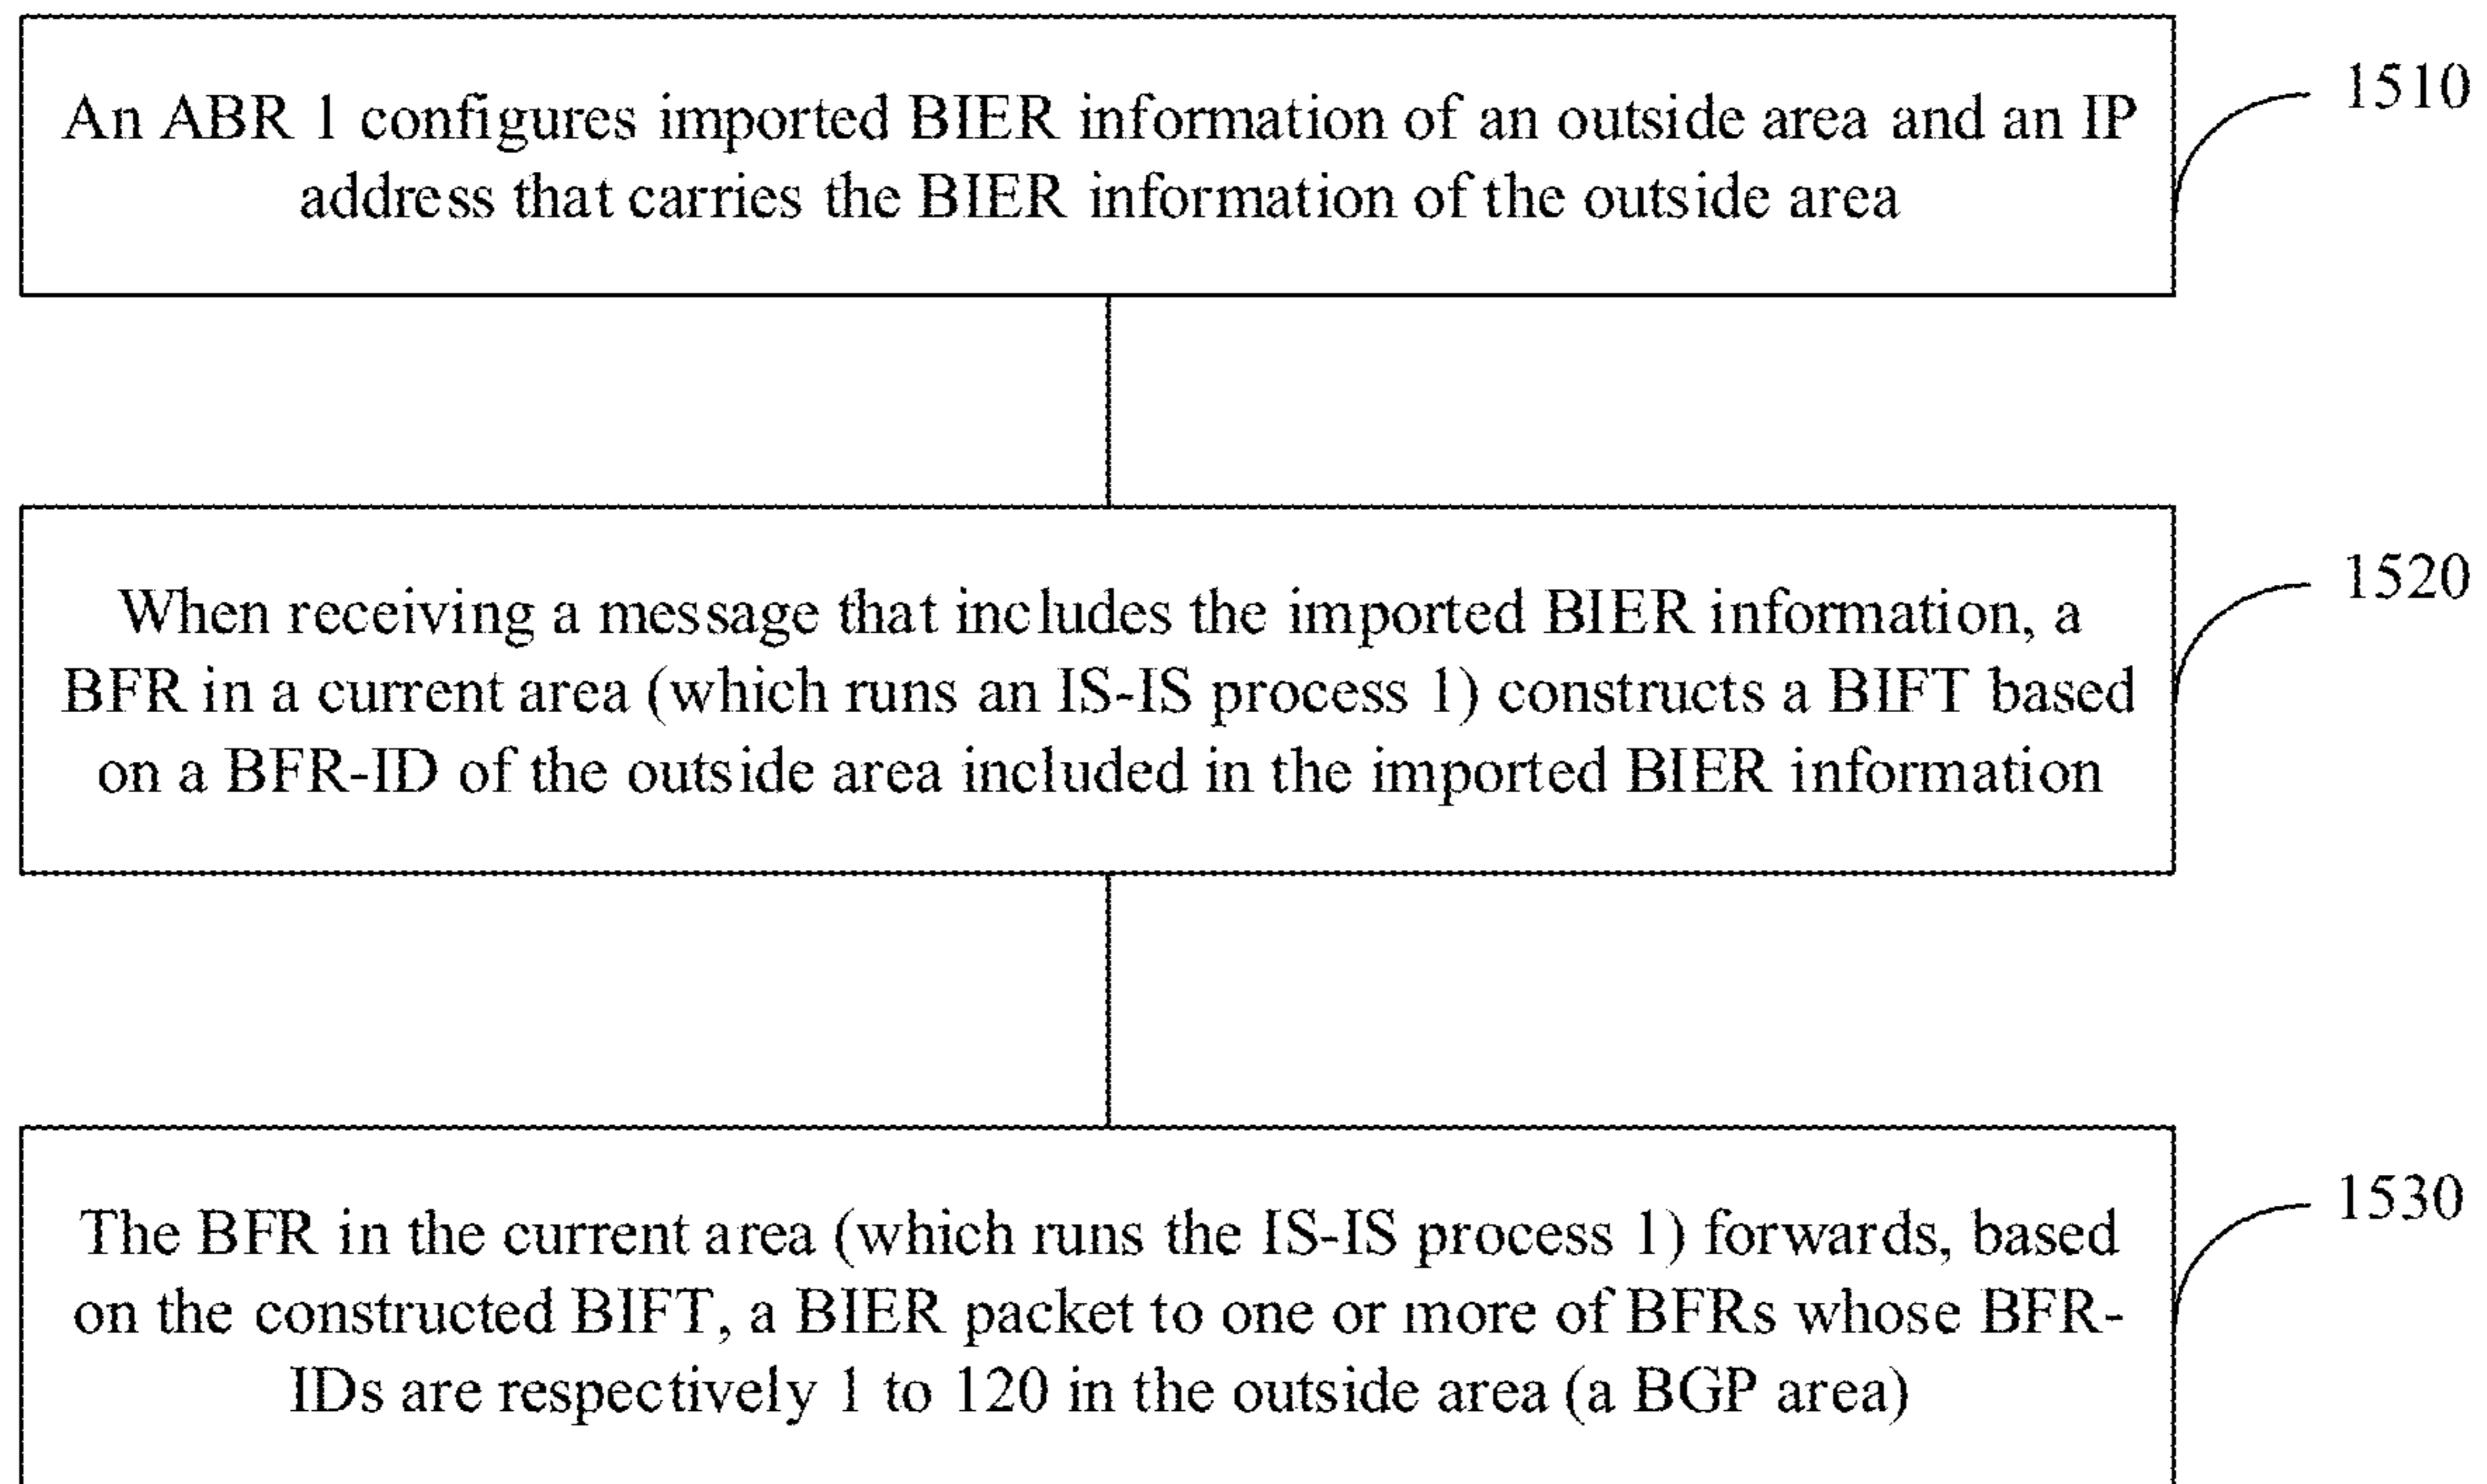 An ABR 1 configures imported BIER information of an outside area and an IP
address that carries the BIER information of the outside area
1510
When receiving a message that includes the imported BIER information, a
BFR in a current area (which runs an IS-IS process 1) constructs a BIFT based
on a BFR-ID of the outside area included in the imported BIER information
1520
The BFR in the current area (which runs the IS-IS process 1) forwards, based
on the constructed BIFT, a BIER packet to one or more of BFRs whose BFR-
IDs are respectively 1 to 120 in the outside area (a BGP area)
1530